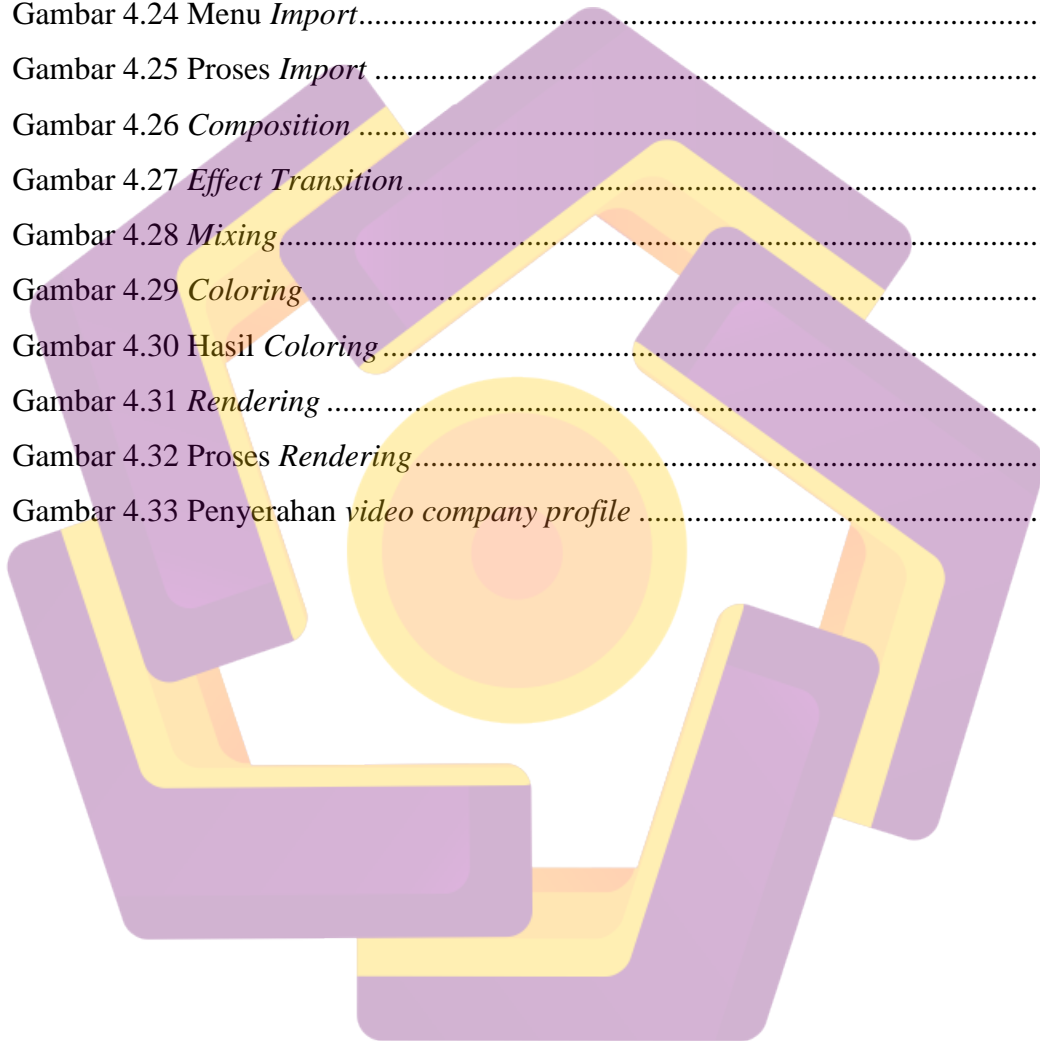 Gambar 4.24 Menu Import................................................................................
Gambar 4.25 Proses Import .............................................................................
Gambar 4.26 Composition ..............................................................................
Gambar 4.27 Effect Transition.........................................................................
Gambar 4.28 Mixing........................................................................................
Gambar 4.29 Coloring .....................................................................................
Gambar 4.30 Hasil Coloring............................................................................
Gambar 4.31 Rendering ..................................................................................
Gambar 4.32 Proses Rendering.......................................................................
Gambar 4.33 Penyerahan video company profile ...........................................